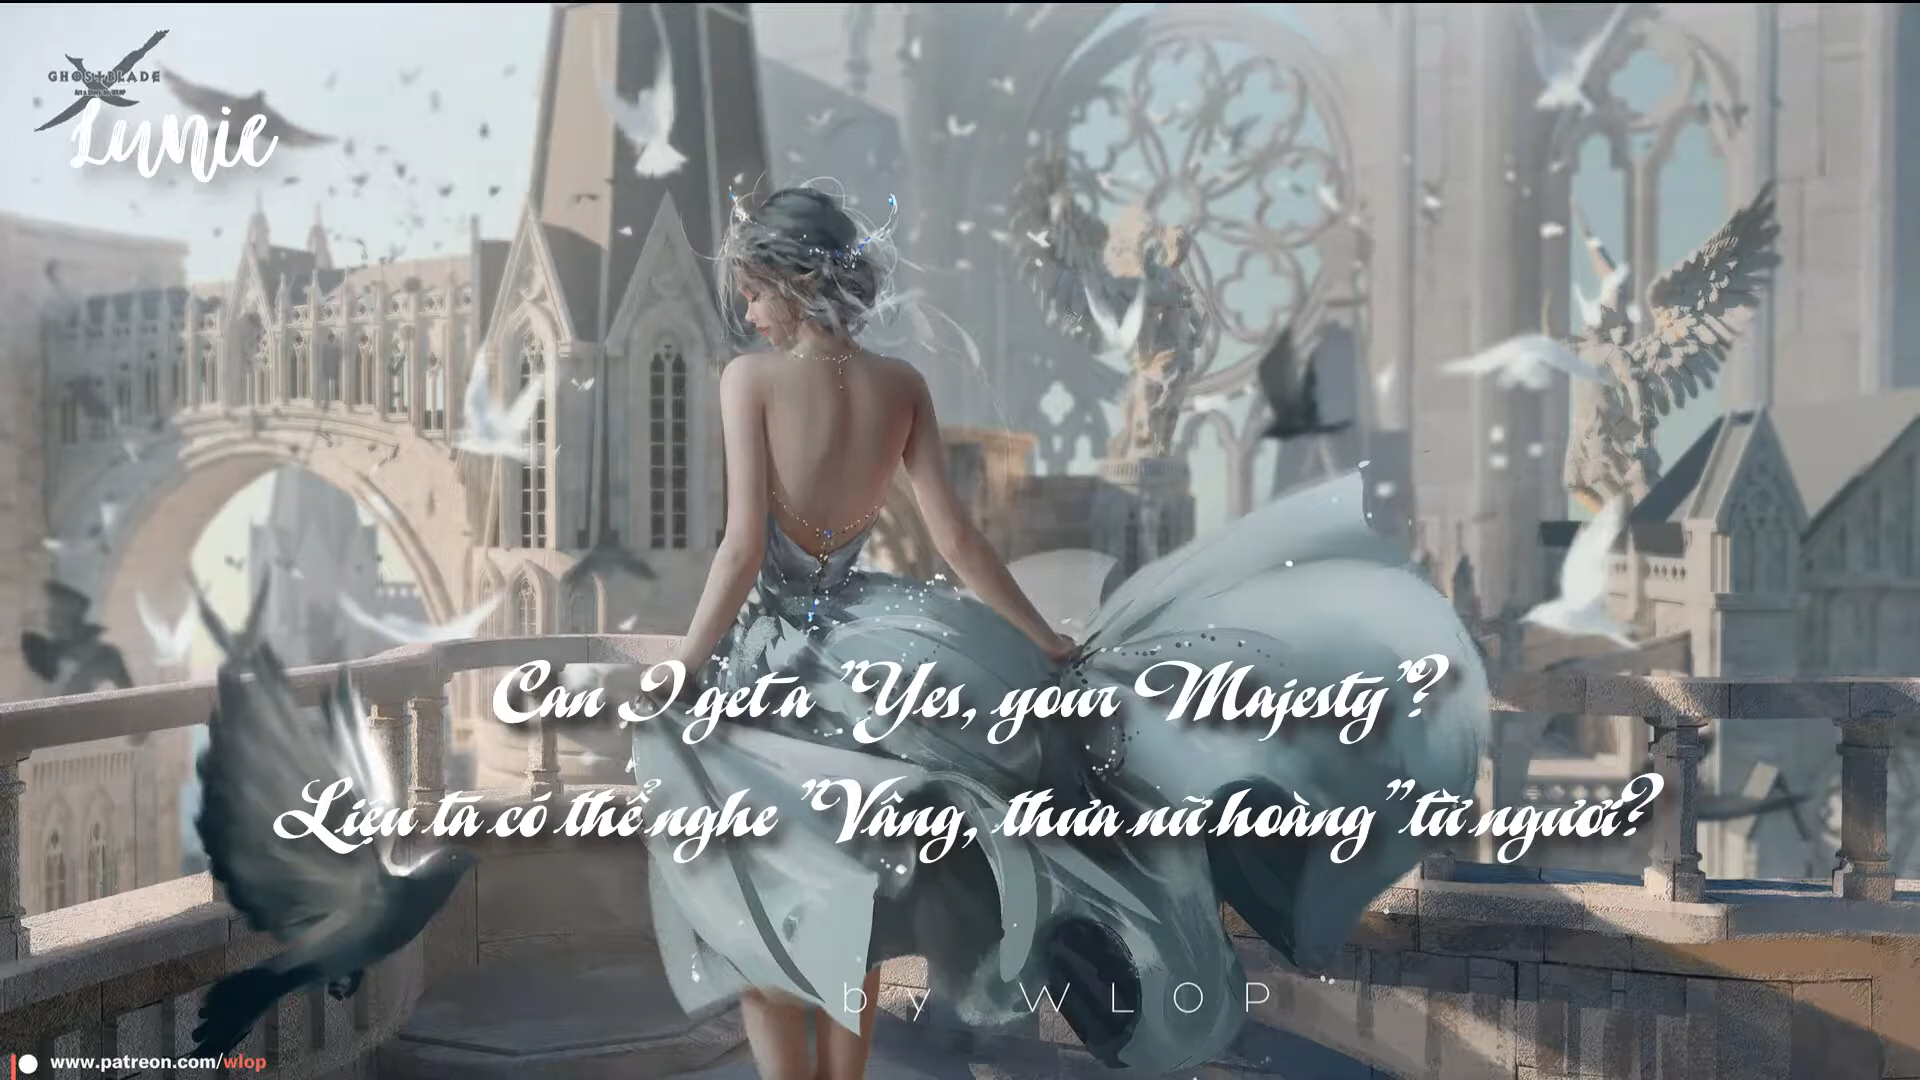 GHOSTBLADE
Lunie
Can I get a "Yes, your Majesty"?
Liệu ta có thể nghe "Vâng, thưa nữ hoàng" từ ngươi?
by WLOP
www.patreon.com/wlop